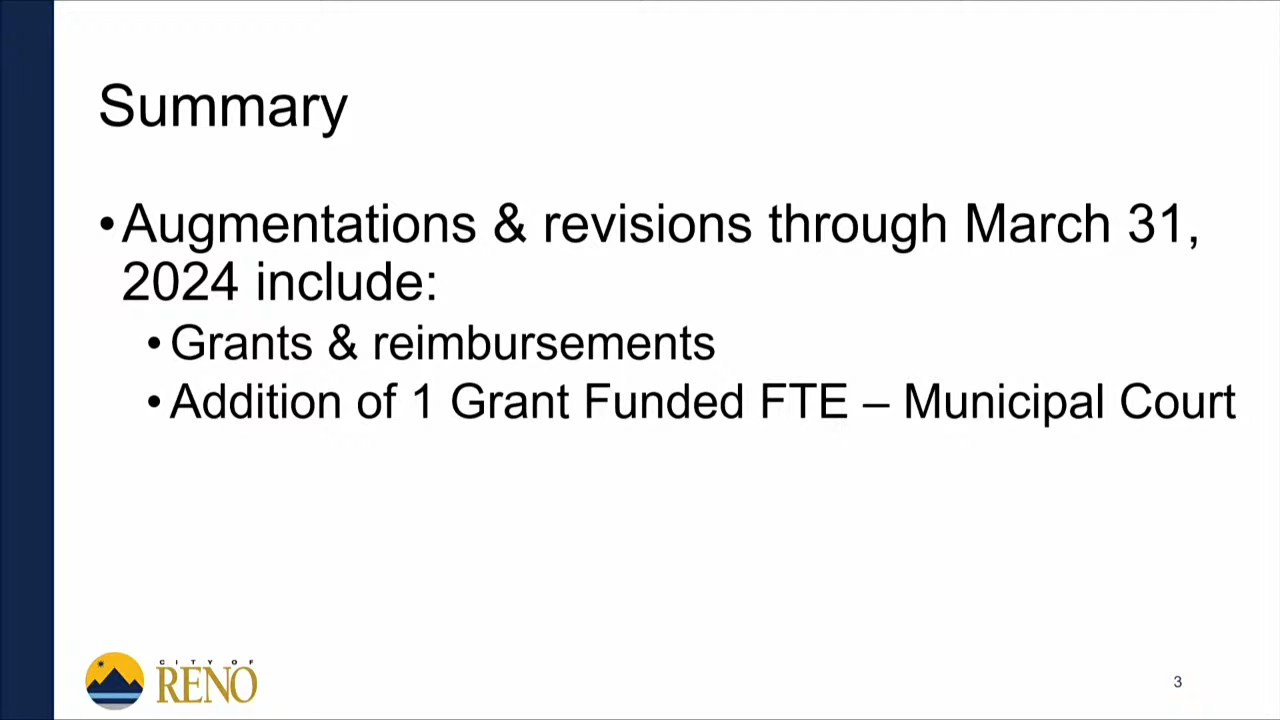 Summary
•Augmentations & revisions through March 31,
2024 include:
•Grants & reimbursements
•Addition of 1 Grant Funded FTE – Municipal Court
CITY OF
RENO
3